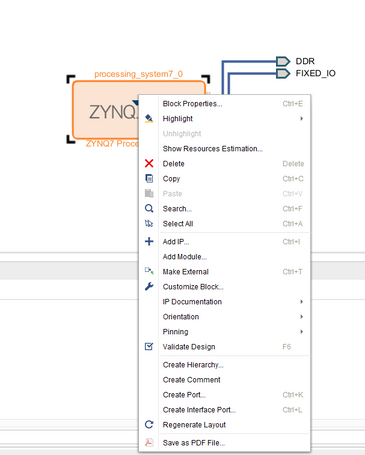 processing_system7_0
DDR
FIXED_IO
ZYNQ
ZYNQ7 Proce
Block Properties... Ctrl+E
Highlight
Unhighlight
Show Resources Estimation...
Delete Delete
Copy Ctrl+C
Paste Ctrl+V
Search... Ctrl+F
Select All Ctrl+A
Add IP... Ctrl+I
Add Module...
Make External Ctrl+T
Customize Block...
IP Documentation
Orientation
Pinning
Validate Design F6
Create Hierarchy...
Create Comment
Create Port... Ctrl+K
Create Interface Port... Ctrl+L
Regenerate Layout
Save as PDF File...